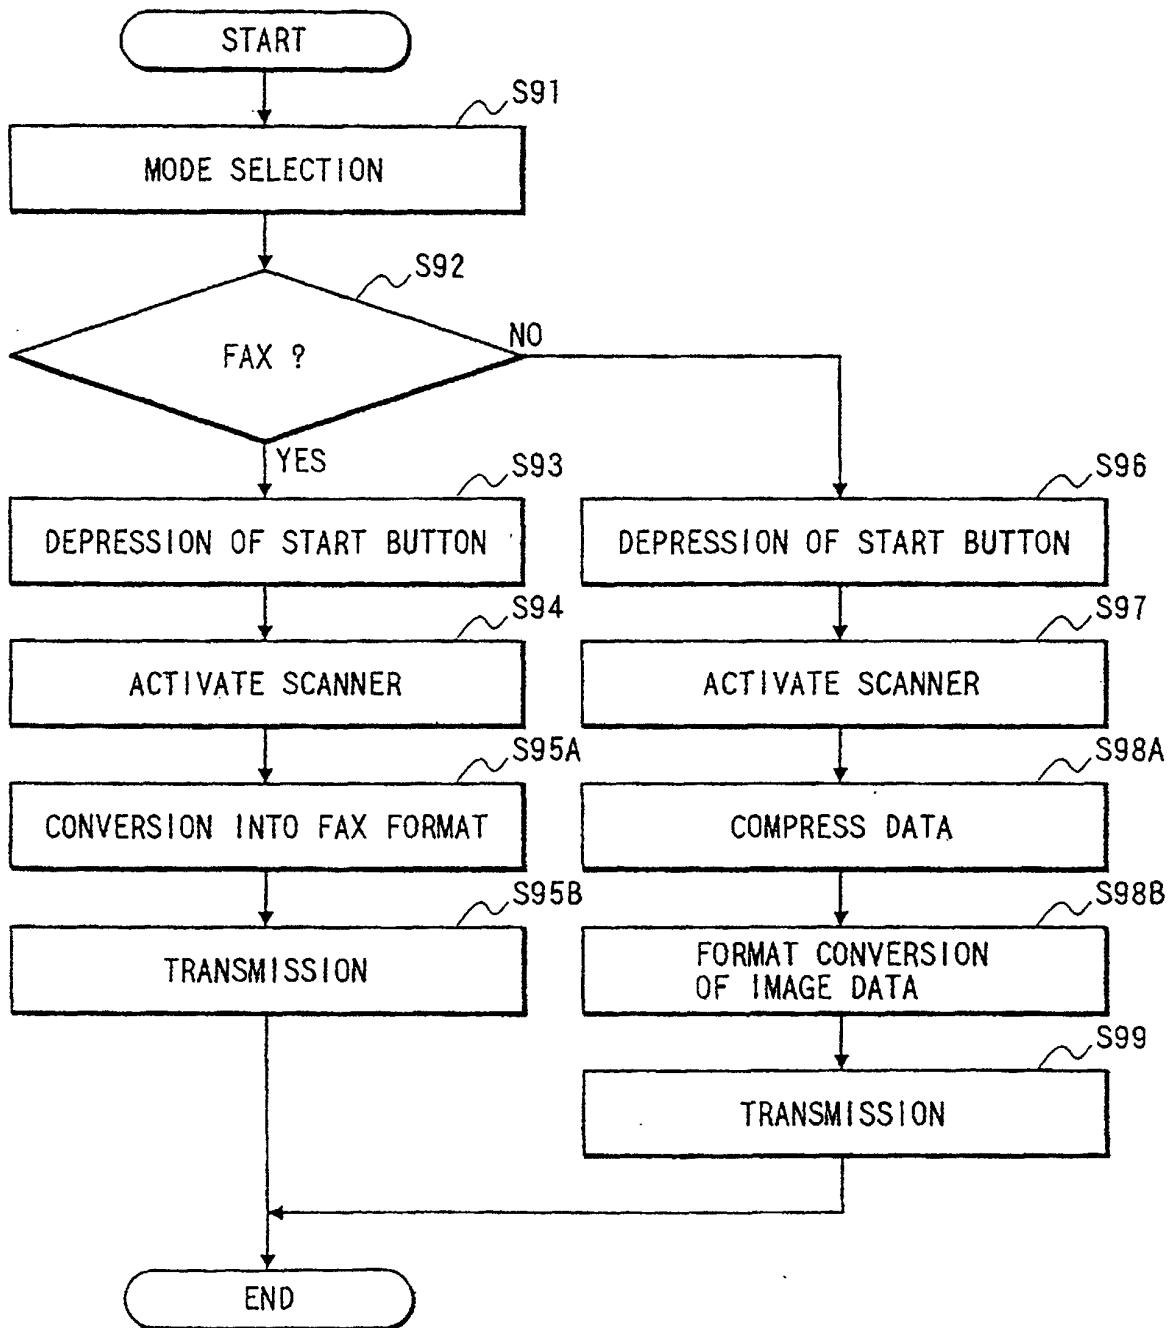 START
S91
MODE SELECTION
S92
FAX ?
NO
YES
S93
DEPRESSION OF START BUTTON
S94
ACTIVATE SCANNER
S95A
CONVERSION INTO FAX FORMAT
S95B
TRANSMISSION
S96
DEPRESSION OF START BUTTON
S97
ACTIVATE SCANNER
S98A
COMPRESS DATA
S98B
FORMAT CONVERSION
OF IMAGE DATA
S99
TRANSMISSION
END